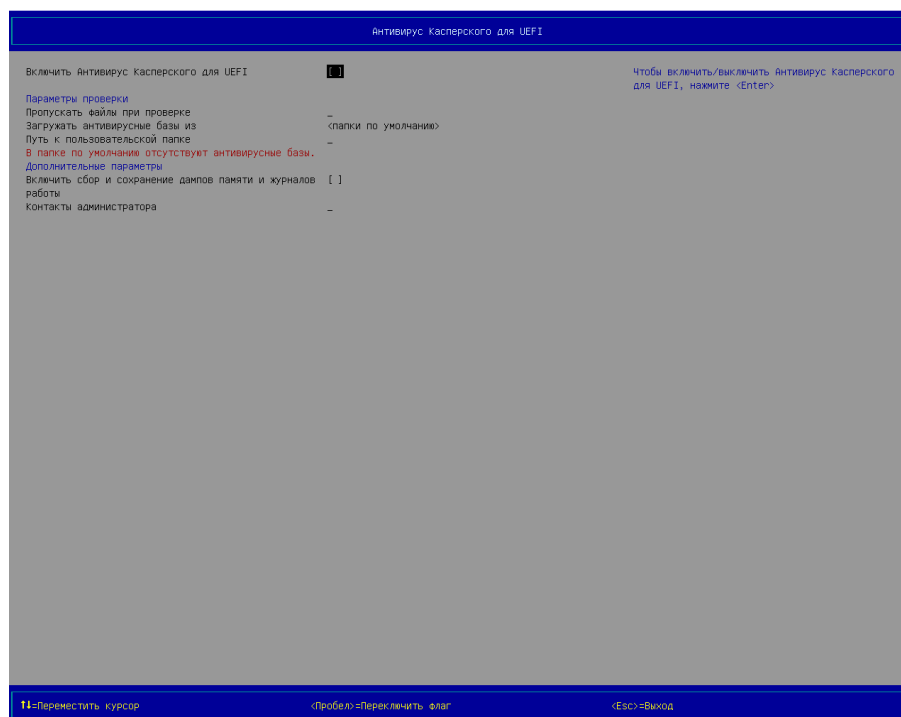 Антивирус Касперского для UEFI
Включить Антивирус Касперского для UEFI [ ]
Чтобы включить/выключить Антивирус Касперского
для UEFI, нажмите <Enter>
Параметры проверки
Пропускать файлы при проверке _
Загружать антивирусные базы из <папки по умолчанию>
Путь к пользовательской папке _
В папке по умолчанию отсутствуют антивирусные базы.
Дополнительные параметры
Включить сбор и сохранение дампов памяти и журналов [ ]
работы
Контакты администратора _
↑↓=Переместить курсор <Пробел>=Переключить флаг <Esc>=Выход